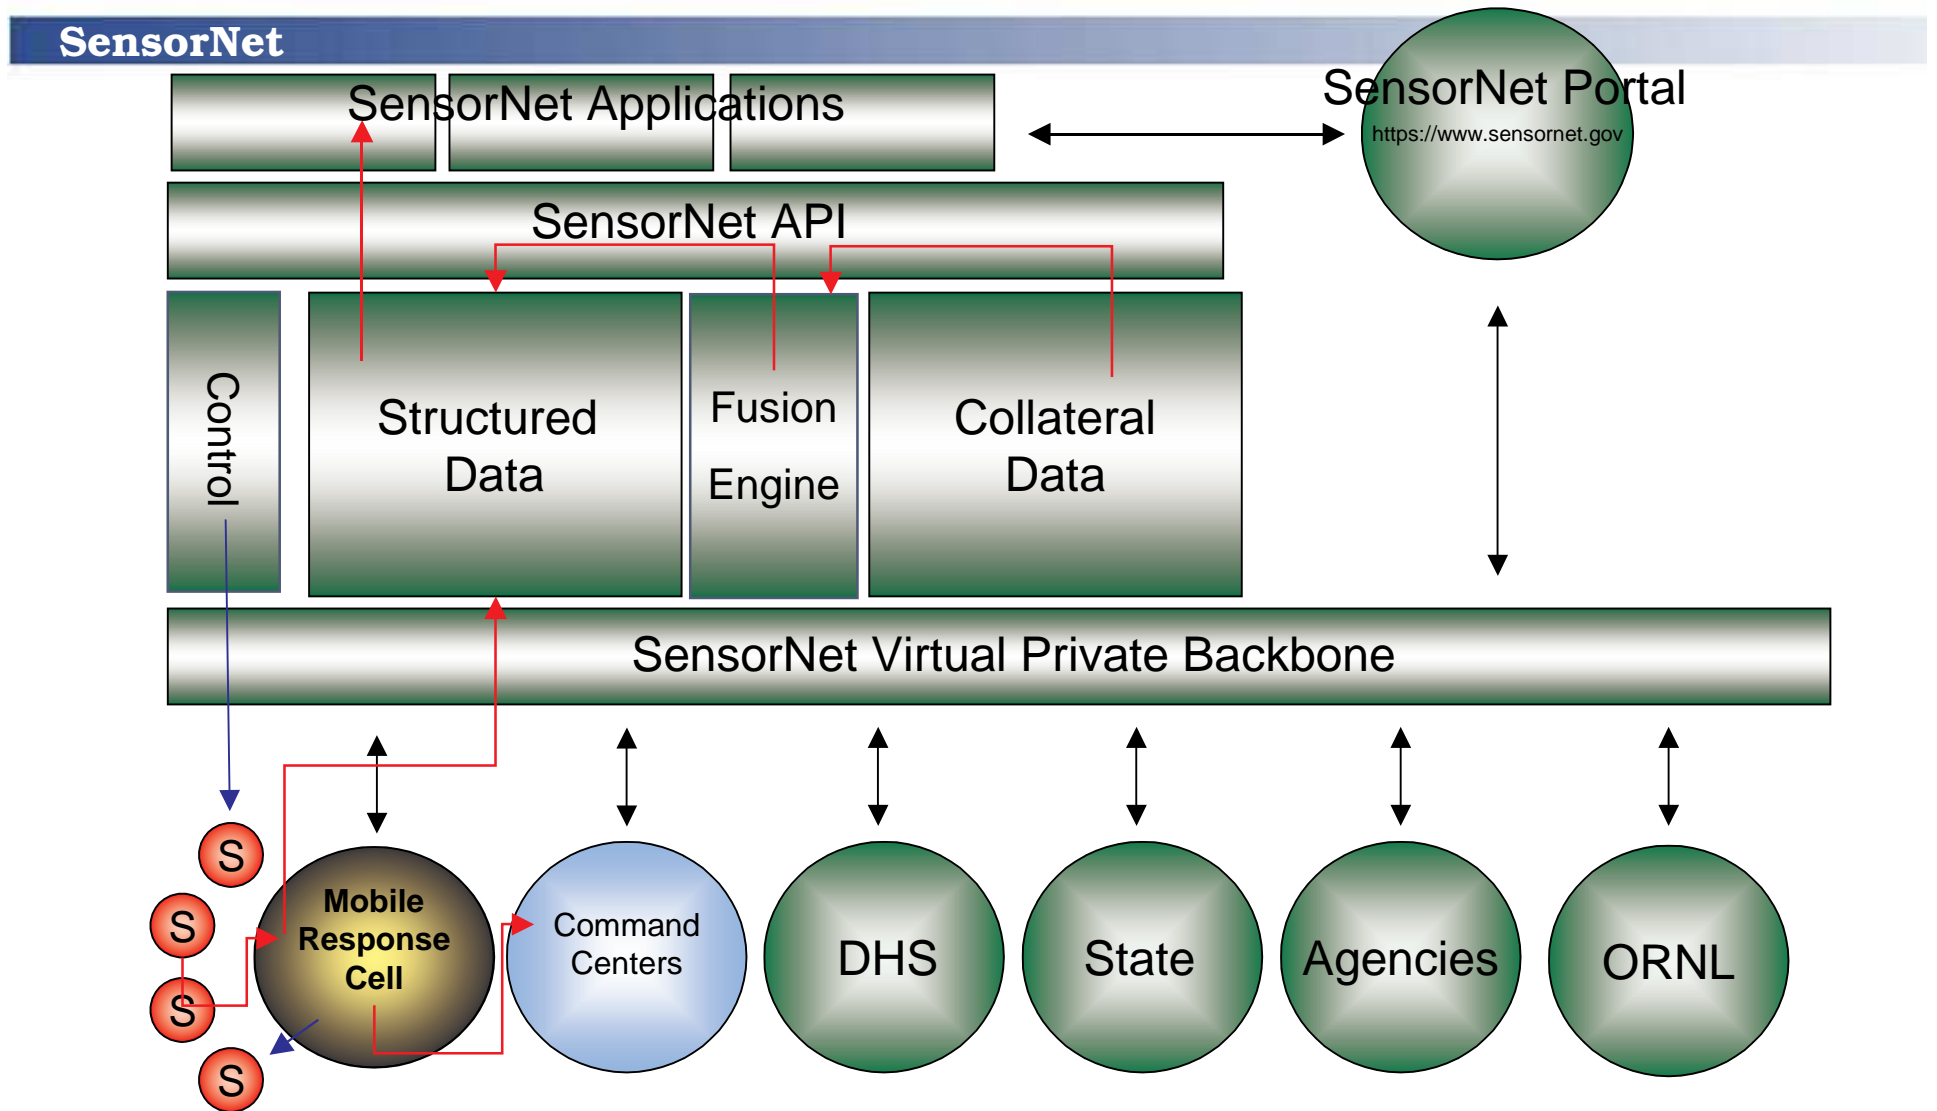 SensorNet
SensorNet Applications
SensorNet Portal
https://www.sensornet.gov
SensorNet API
Control
Structured
Data
Fusion
Engine
Collateral
Data
SensorNet Virtual Private Backbone
S
S
S
S
Mobile
Response
Cell
Command
Centers
DHS
State
Agencies
ORNL